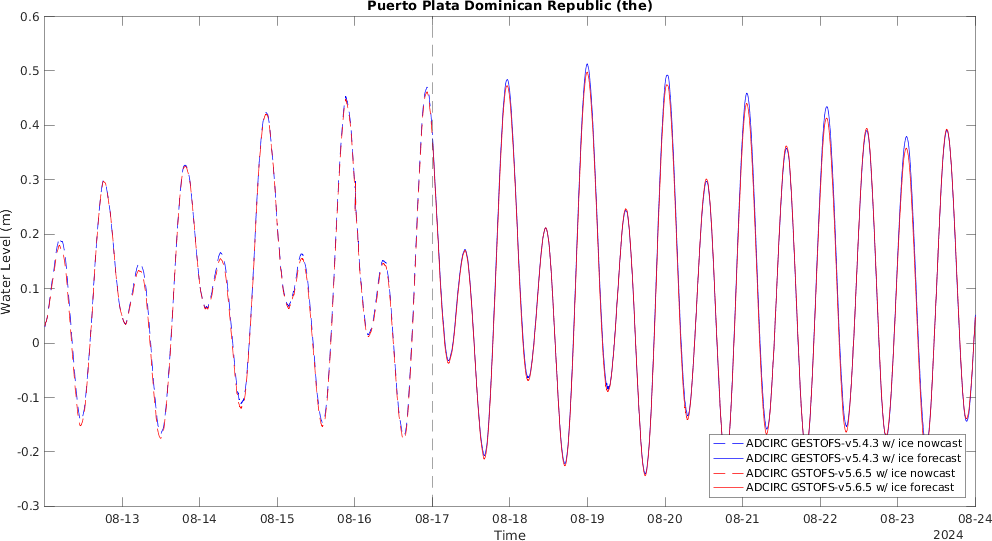 Puerto Plata Dominican Republic (the)
0.6
0.5
0.4
0.3
0.2
0.1
0
-0.1
-0.2
-0.3
Water Level (m)
ADCIRC GESTOFS-v5.4.3 w/ ice nowcast
ADCIRC GESTOFS-v5.4.3 w/ ice forecast
ADCIRC GSTOFS-v5.6.5 w/ ice nowcast
ADCIRC GSTOFS-v5.6.5 w/ ice forecast
08-13 08-14 08-15 08-16 08-17 08-18 08-19 08-20 08-21 08-22 08-23 08-24
Time
2024